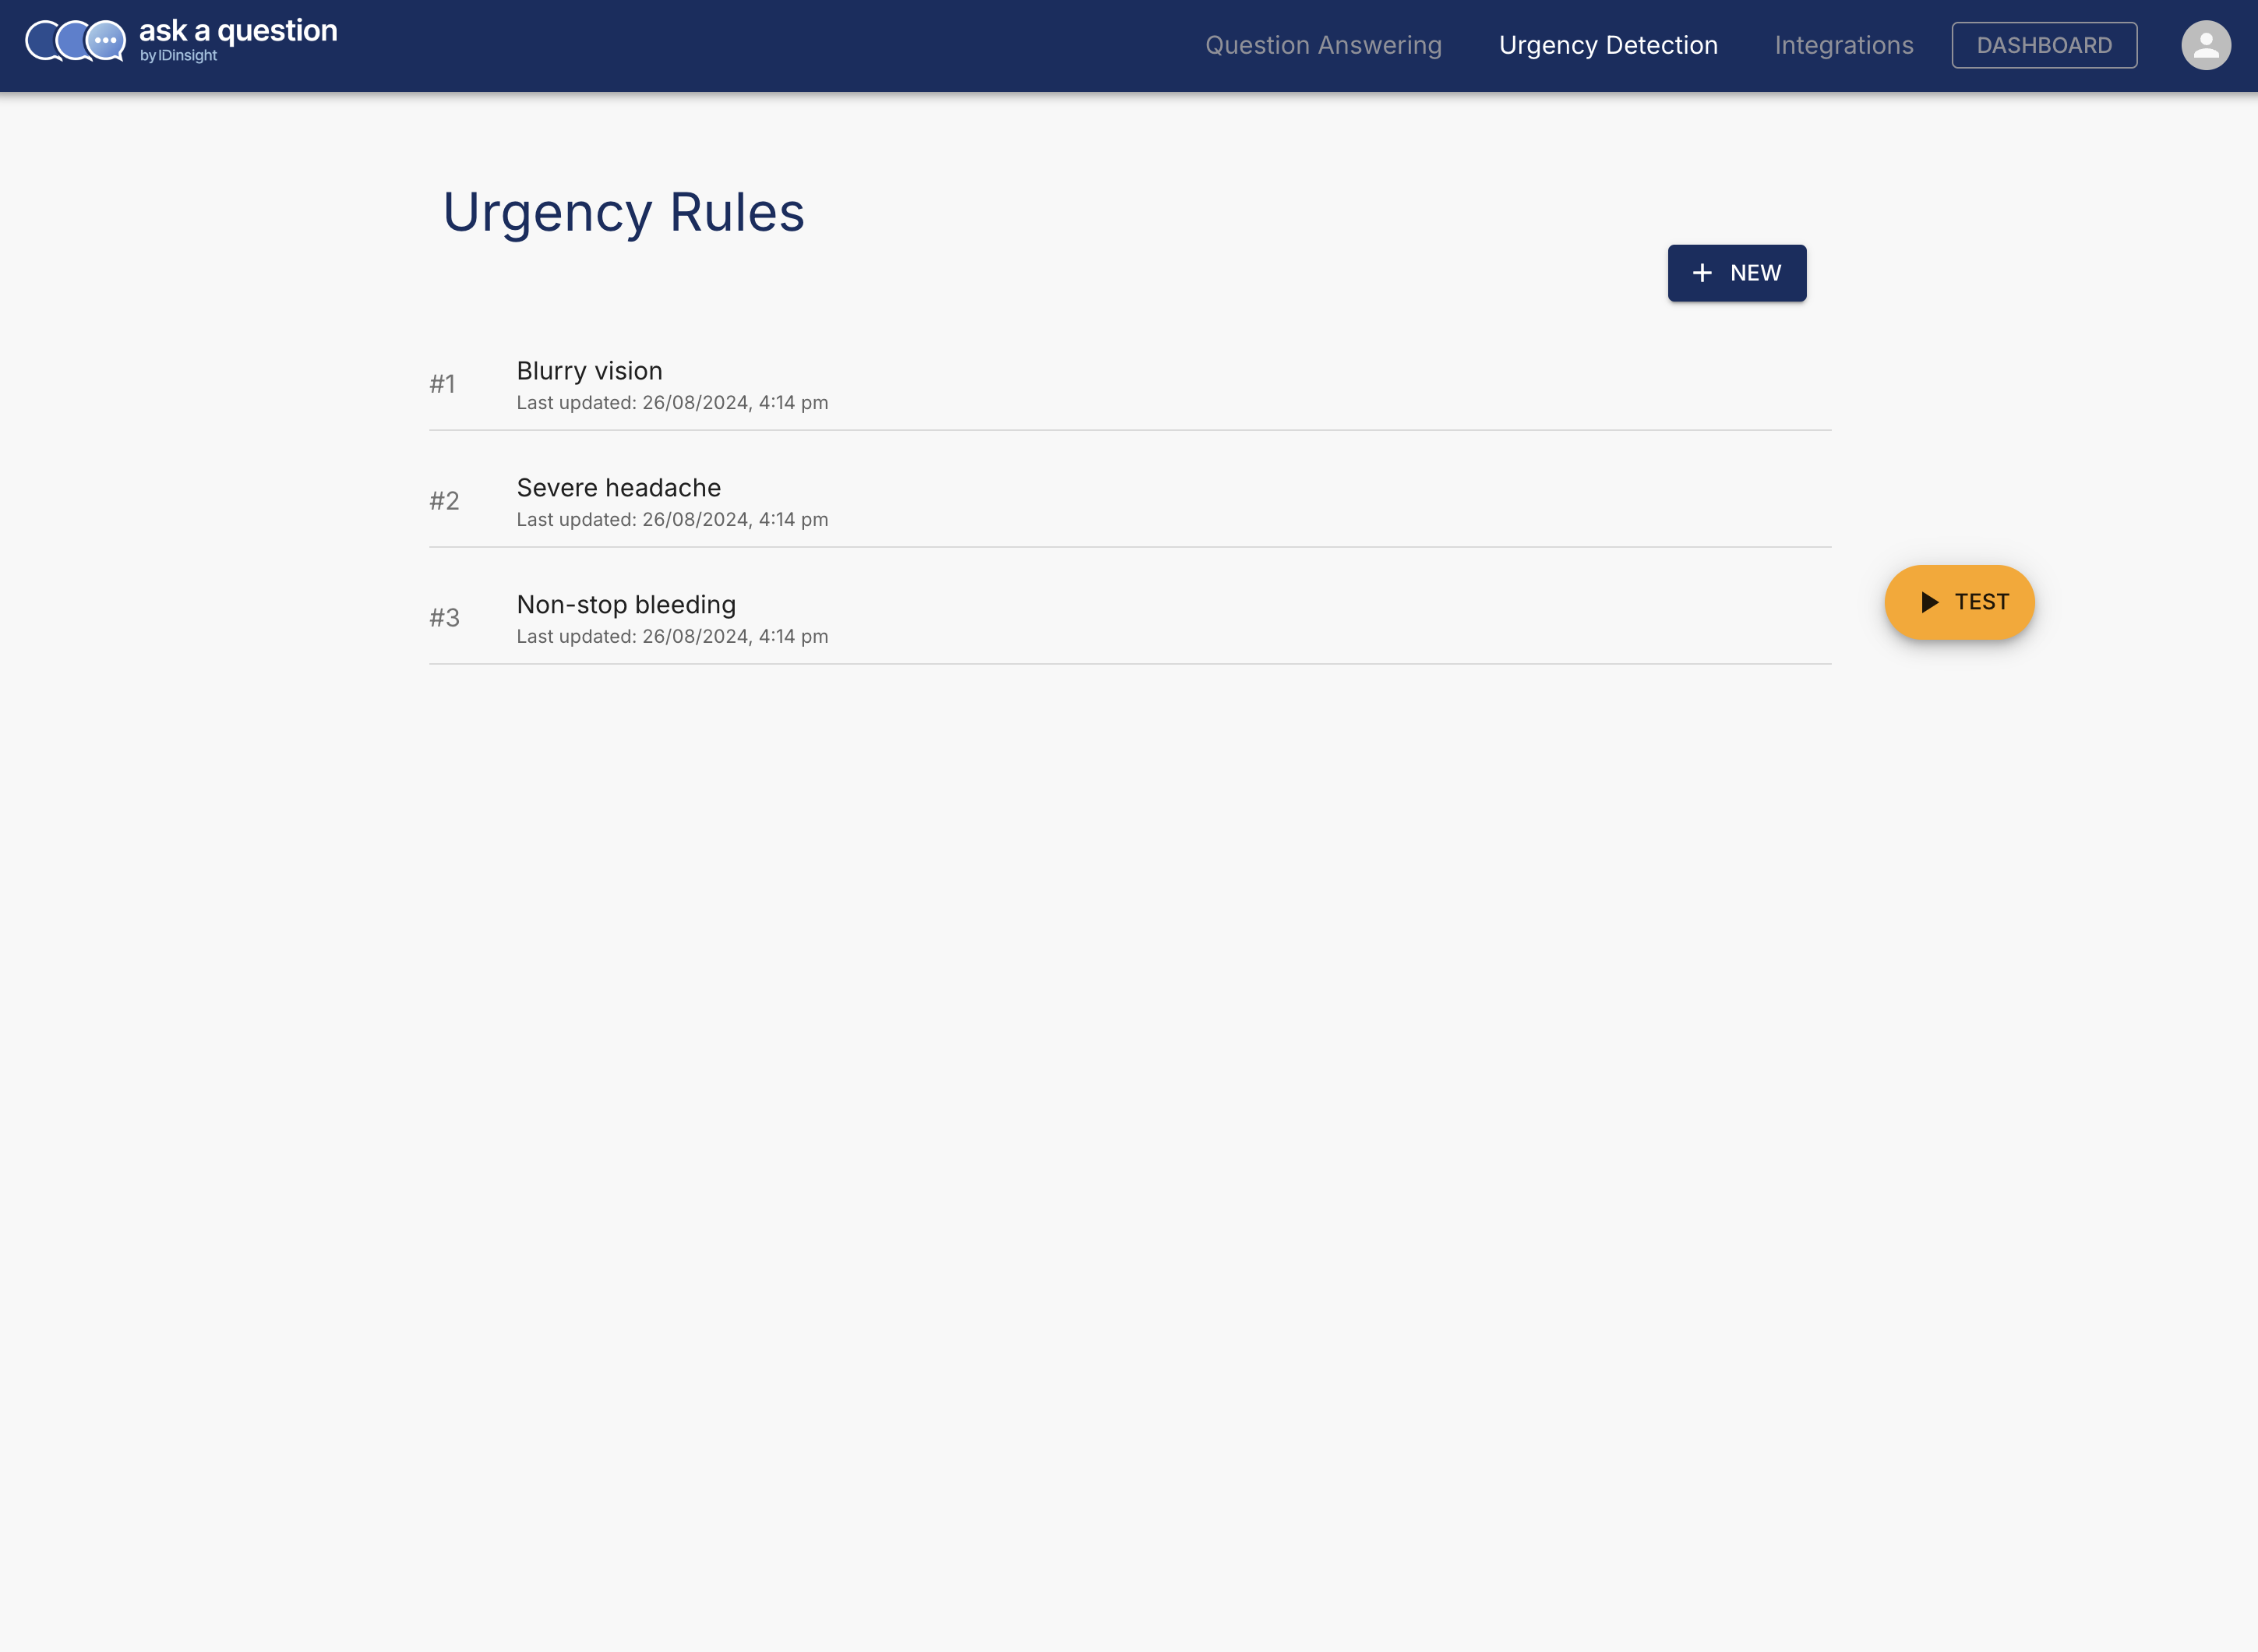 ask a question
by IDinsight
Question Answering
Urgency Detection
Integrations
DASHBOARD
Urgency Rules
NEW
#1
Blurry vision
Last updated: 26/08/2024, 4:14 pm
#2
Severe headache
Last updated: 26/08/2024, 4:14 pm
#3
Non-stop bleeding
Last updated: 26/08/2024, 4:14 pm
TEST